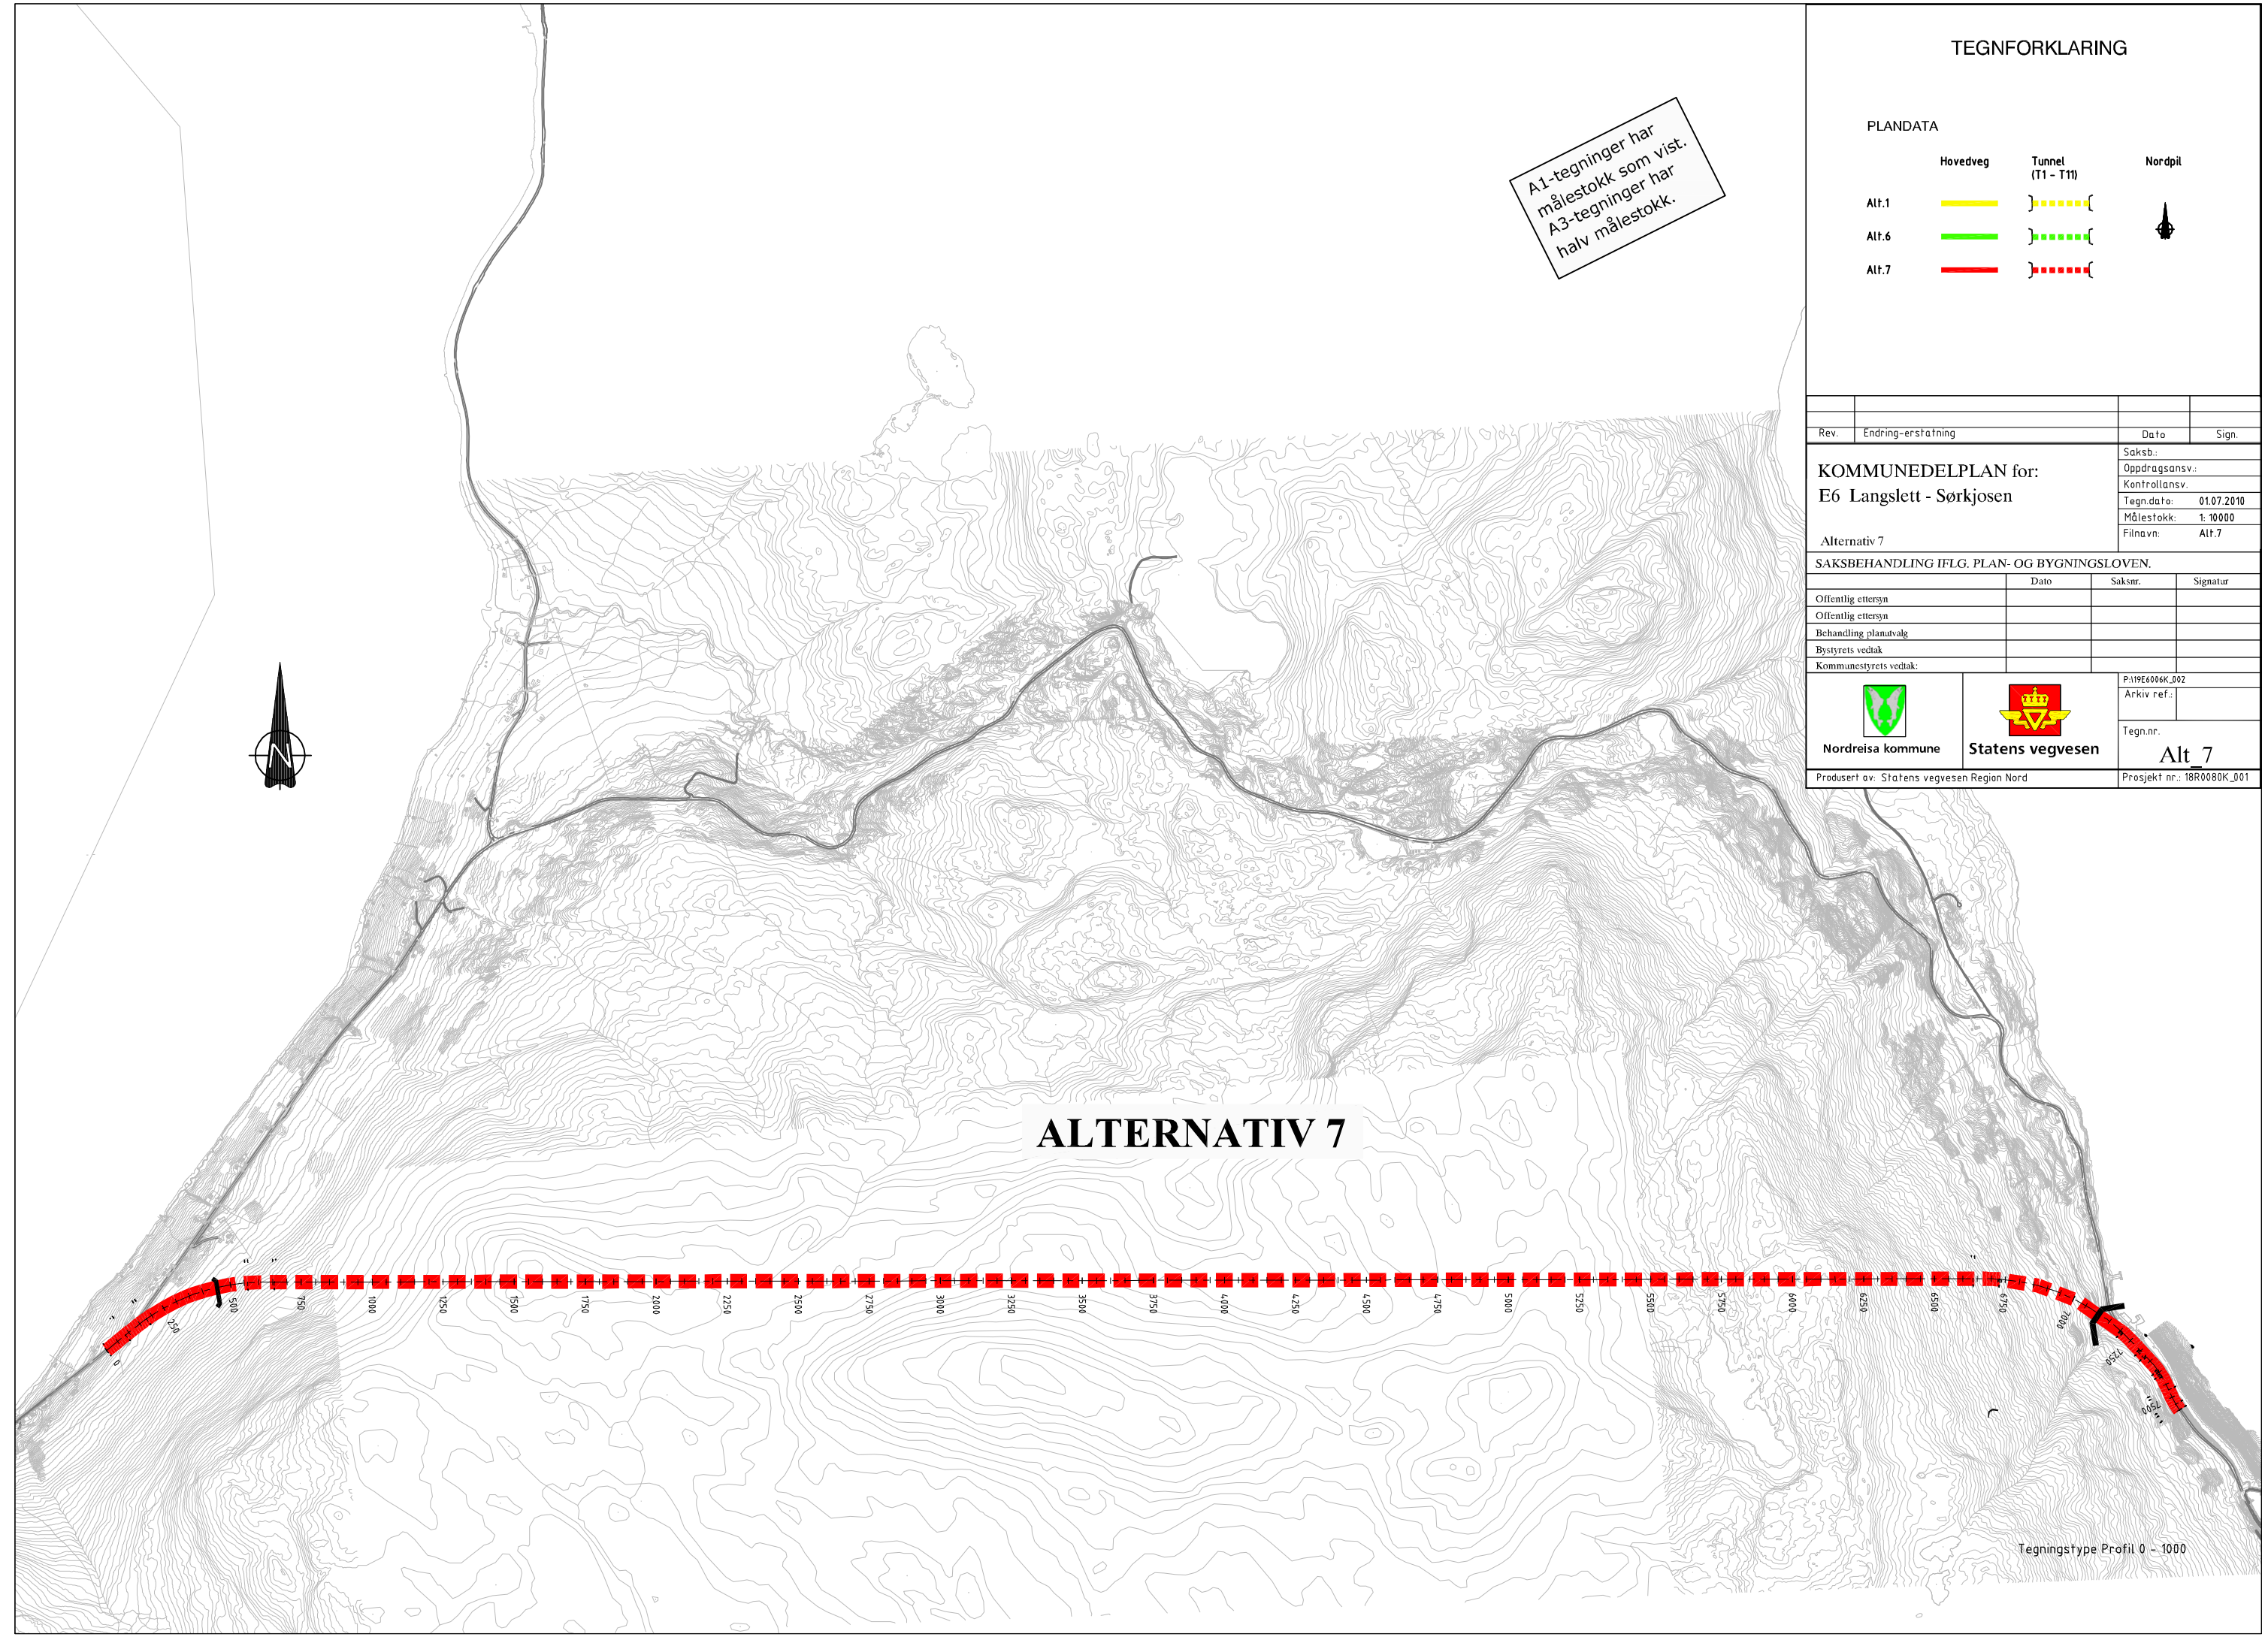 TEGNFORKLARING
PLANDATA
Hovedveg Tunnel Nordpil
(T1 - T11)
Alt.1
Alt.6
Alt.7
A1-tegninger har
målestokk som vist.
A3-tegninger har
halv målestokk.
Rev. Endring-erstatning Dato Sign.
KOMMUNEDELPLAN for:
E6 Langslett - Sørkjosen
Alternativ 7
Saksb.:
Oppdragsansv.:
Kontrollansv.
Tegn.dato: 01.07.2010
Målestokk: 1: 10000
Filnavn: Alt.7
SAKSBEHANDLING IFLG. PLAN- OG BYGNINGSLOVEN.
Dato Saksnr. Signatur
Offentlig ettersyn
Offentlig ettersyn
Behandling planutvalg
Bystyrets vedtak
Kommunestyrets vedtak:
Nordreisa kommune
Statens vegvesen
P:\19E6006K_002
Arkiv ref.:
Tegn.nr.
Alt_7
Produsert av: Statens vegvesen Region Nord
Prosjekt nr.: 18R0080K_001
N
ALTERNATIV 7
0
250
500
750
1000
1250
1500
1750
2000
2250
2500
2750
3000
3250
3500
3750
4000
4250
4500
4750
5000
5250
5500
5750
6000
6250
6500
6750
7000
7250
7500
Tegningstype Profil 0 - 1000